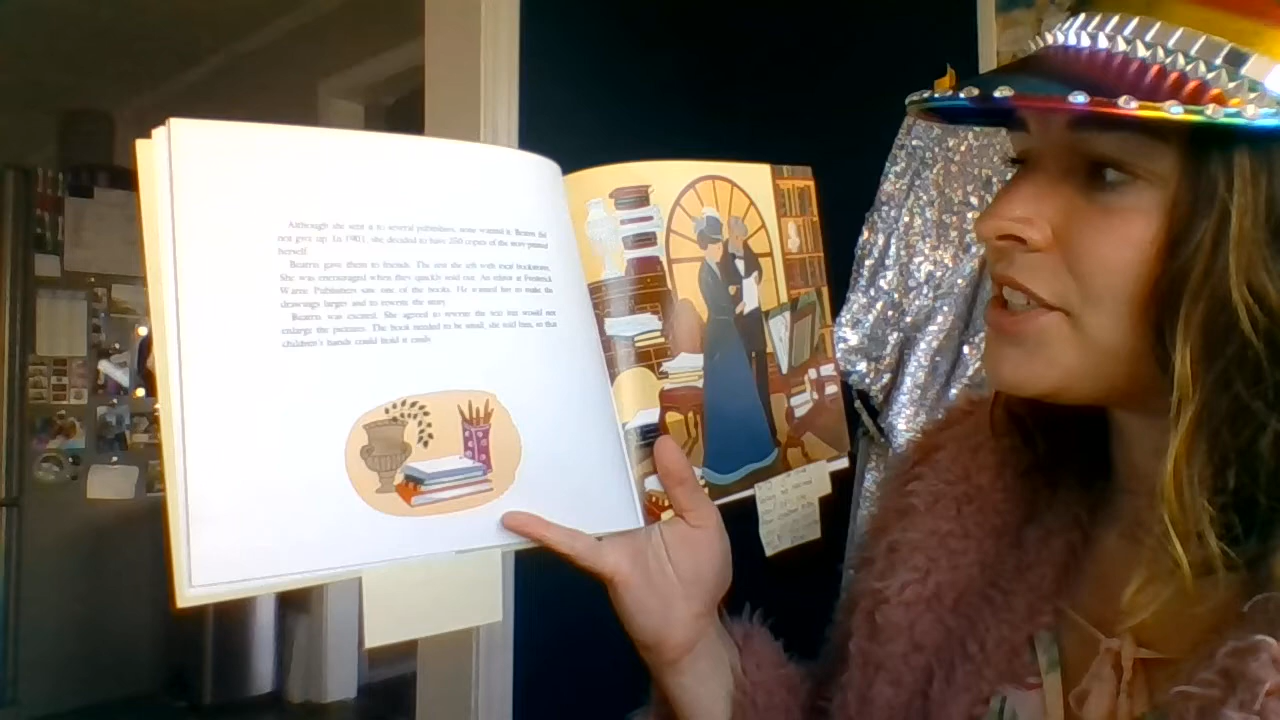 Although she sent it to several publishers, none wanted it. Beatrix did
not give up. In 1901, she decided to have 250 copies of the story printed
herself.
Beatrix gave them to friends. The rest she left with local bookstores.
She was encouraged when they quickly sold out. An editor at Frederick
Warne Publishers saw one of the books. He wanted her to make the
drawings larger and to rewrite the story.
Beatrix was excited. She agreed to rewrite the text but would not
enlarge the pictures. The book needed to be small, she told him, so that
children's hands could hold it easily.